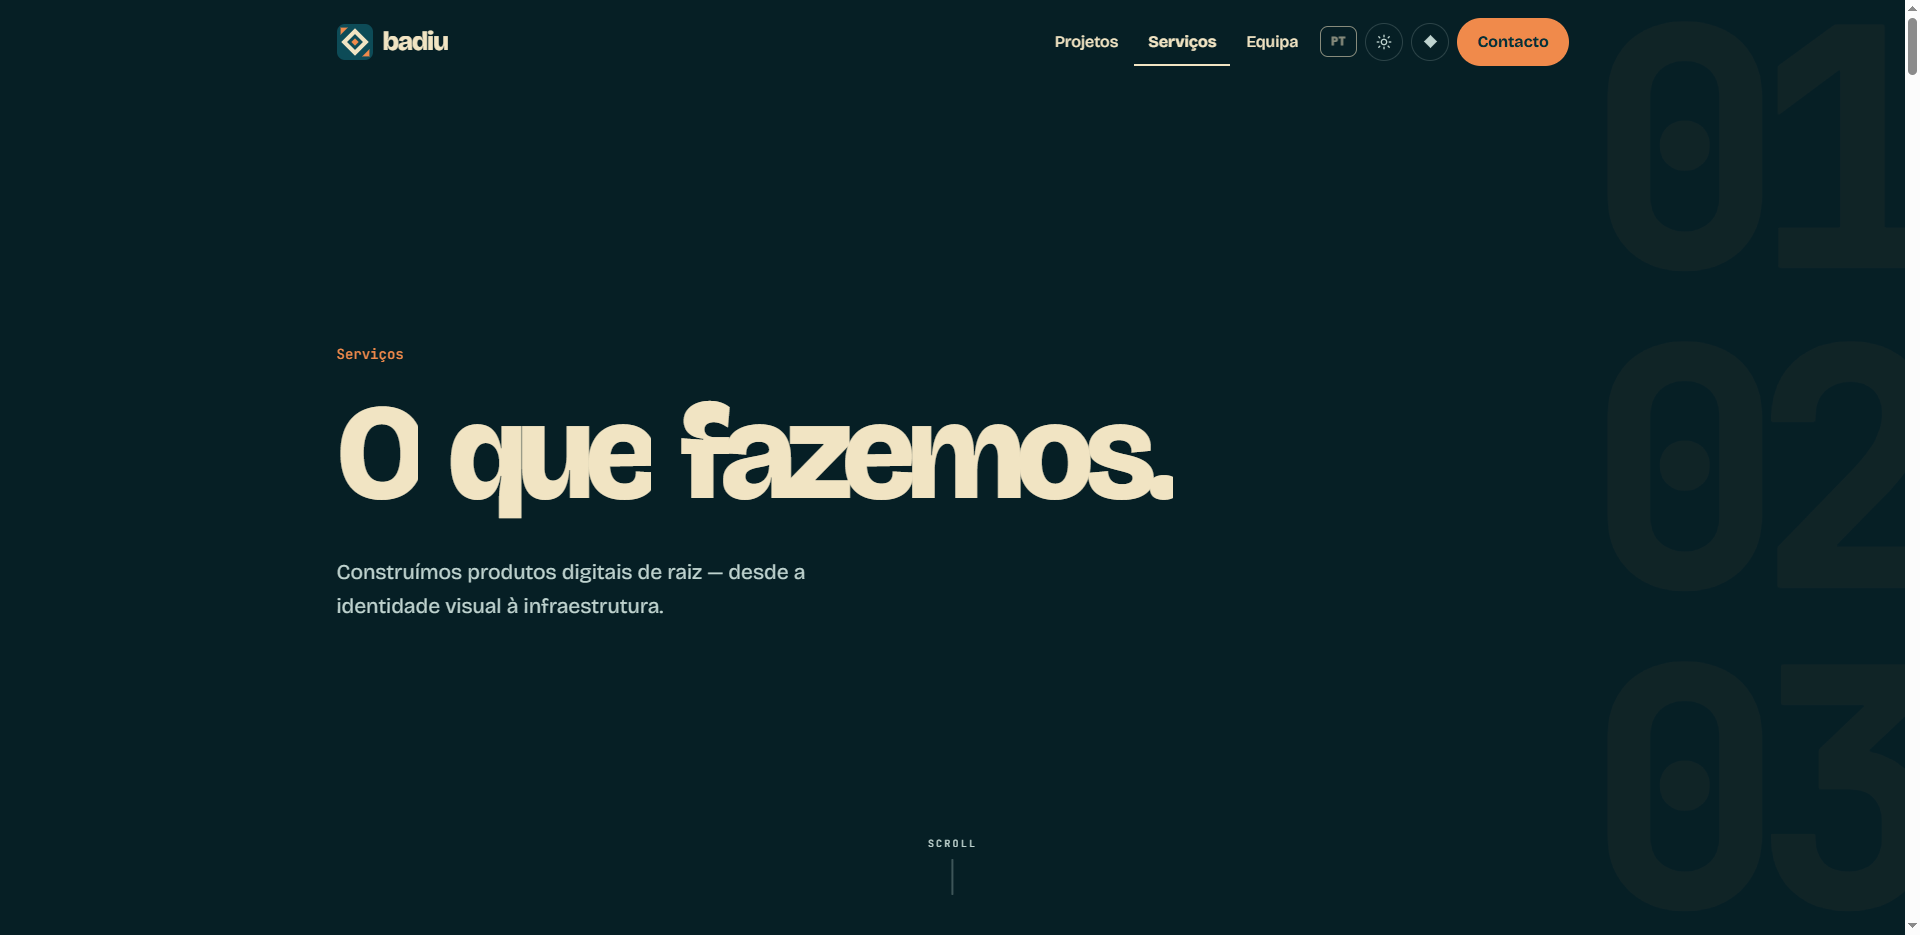 badiu
Projetos
Serviços
Equipa
PT
Contacto
01
Serviços
O que fazemos.
02
Construímos produtos digitais de raiz — desde a
identidade visual à infraestrutura.
03
SCROLL